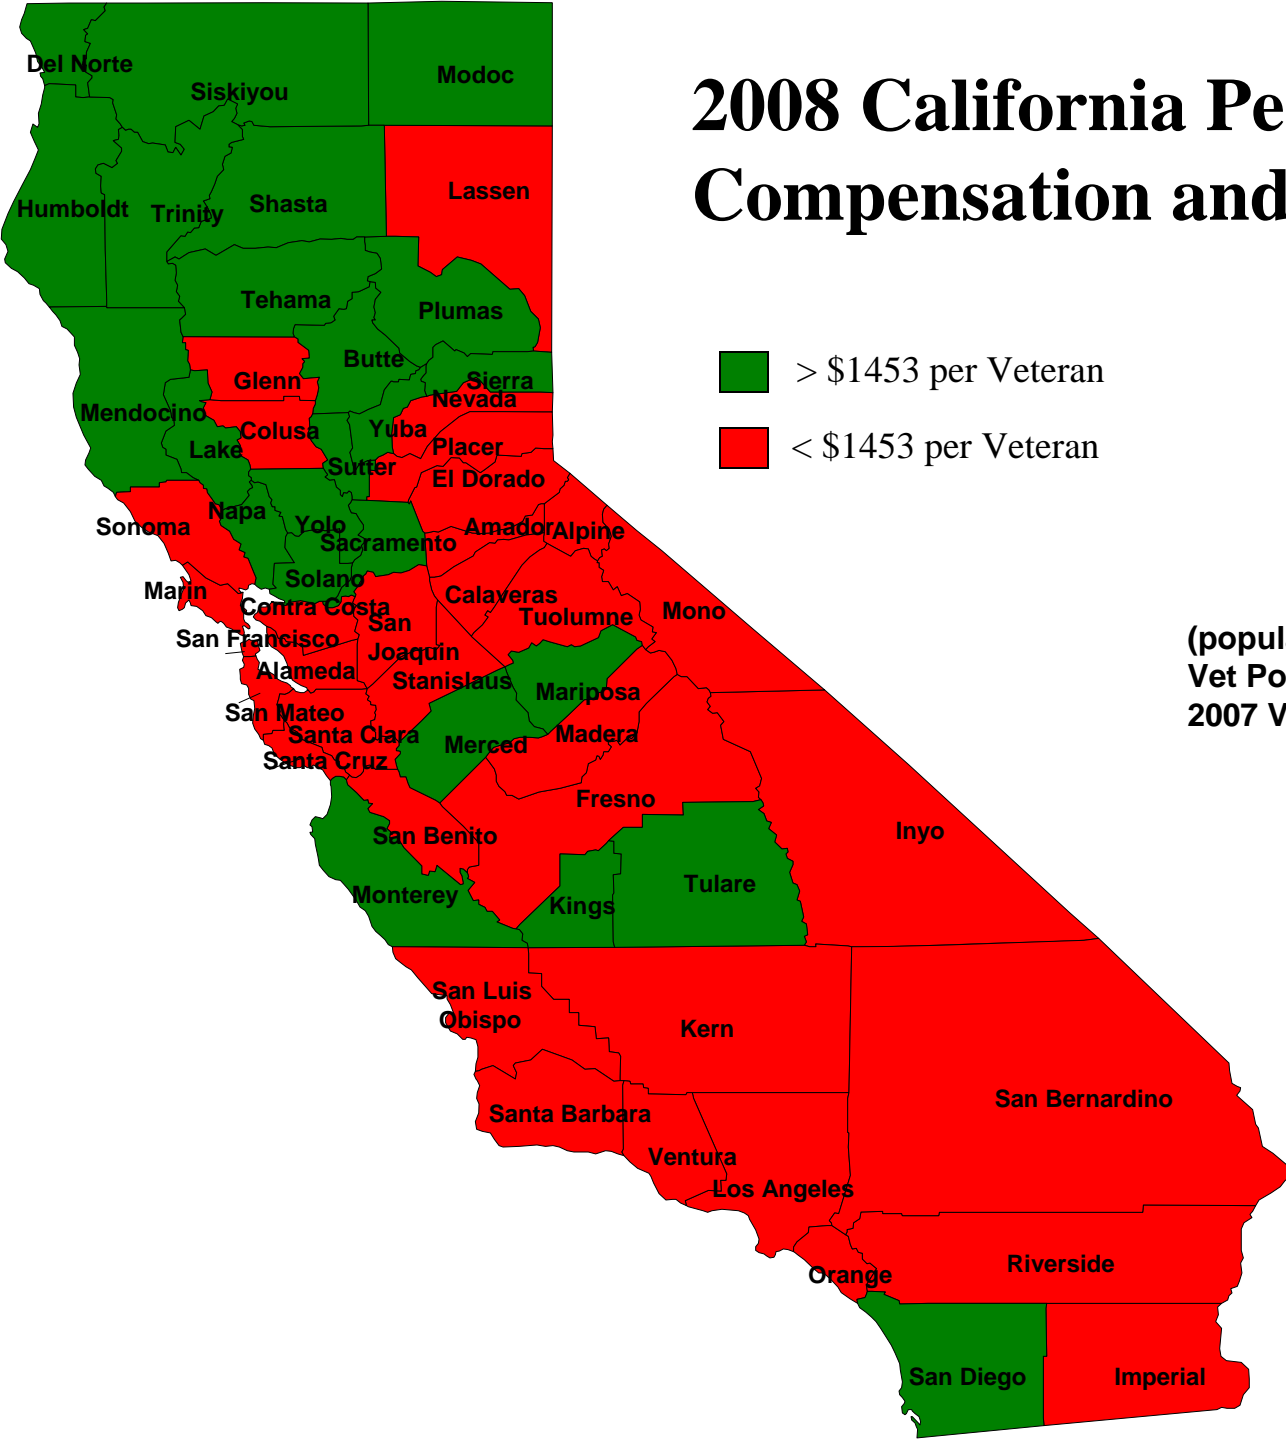 2008 California Pe
Compensation and
> $1453 per Veteran
< $1453 per Veteran
(popul
Vet Po
2007 V
Del Norte
Siskiyou
Modoc
Humboldt
Trinity
Shasta
Lassen
Tehama
Plumas
Butte
Glenn
Sierra
Nevada
Mendocino
Colusa
Yuba
Lake
Placer
Sutter
El Dorado
Napa
Sonoma
Yolo
Amador
Alpine
Sacramento
Solano
Marin
Calaveras
Contra Costa
Tuolumne
Mono
San
Joaquin
San Francisco
Alameda
Stanislaus
Mariposa
San Mateo
Santa Clara
Madera
Merced
Santa Cruz
Fresno
Inyo
San Benito
Tulare
Monterey
Kings
San Luis
Obispo
Kern
San Bernardino
Santa Barbara
Ventura
Los Angeles
Riverside
Orange
San Diego
Imperial